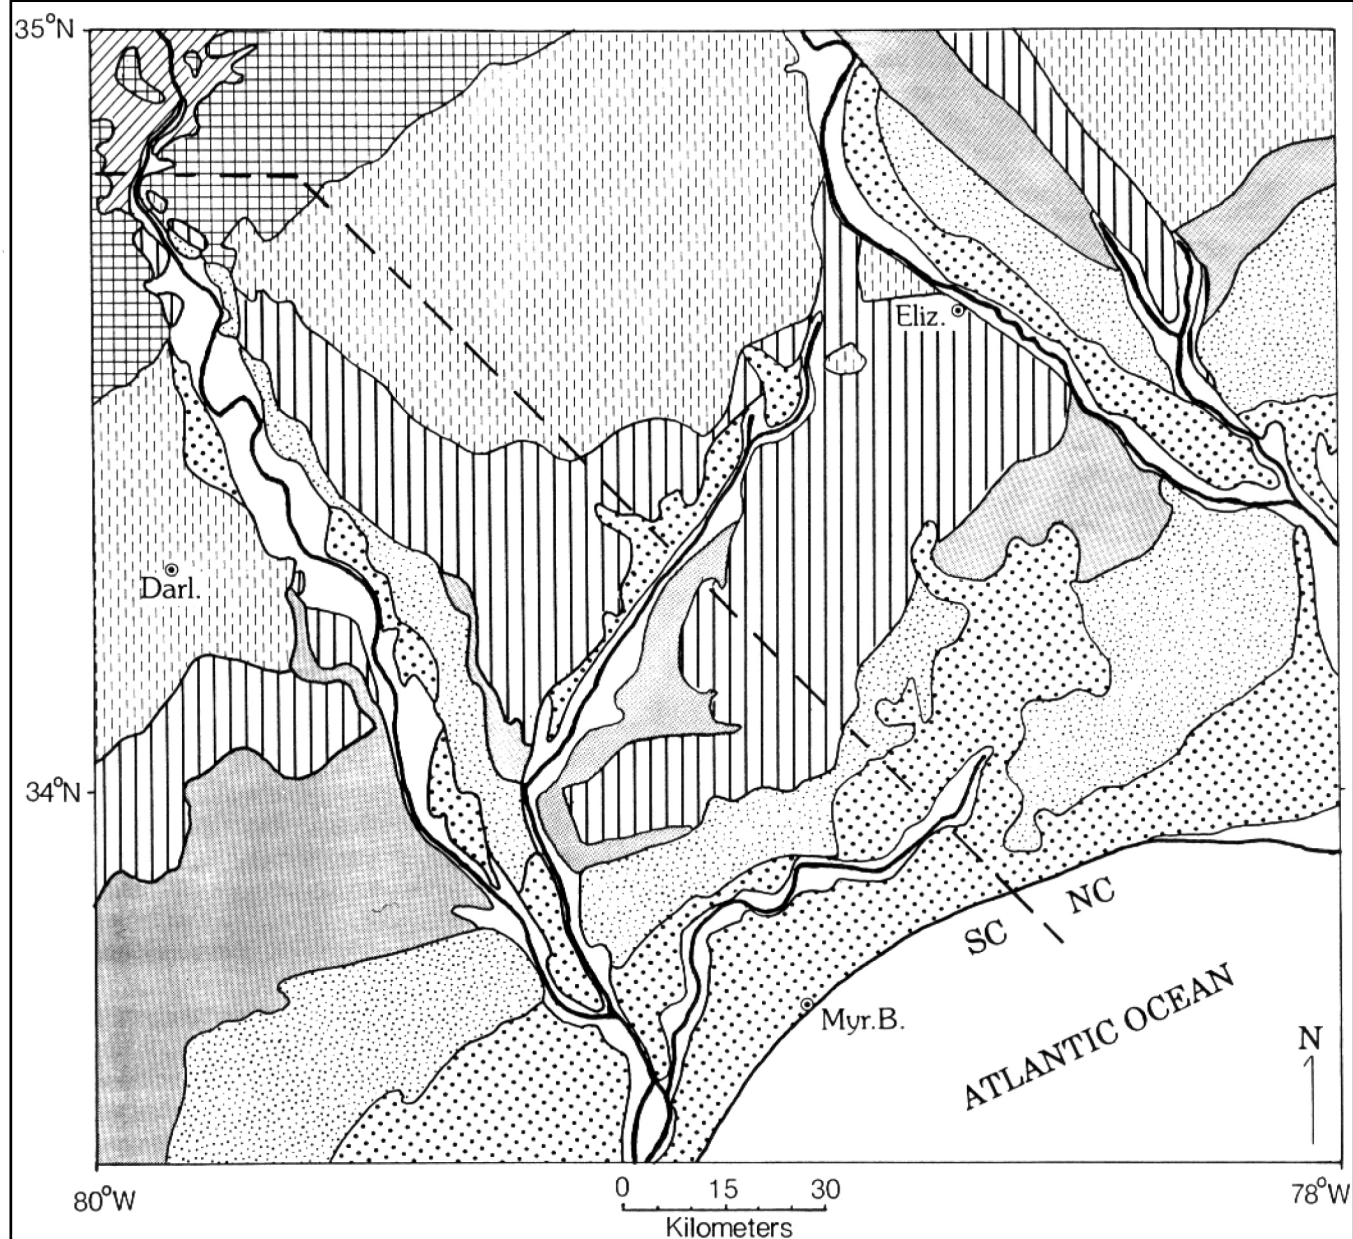 35°N
Eliz.
Darl.
34°N
NC
SC
Myr.B.
ATLANTIC OCEAN
N
80°W
0 15 30
78°W
Kilometers